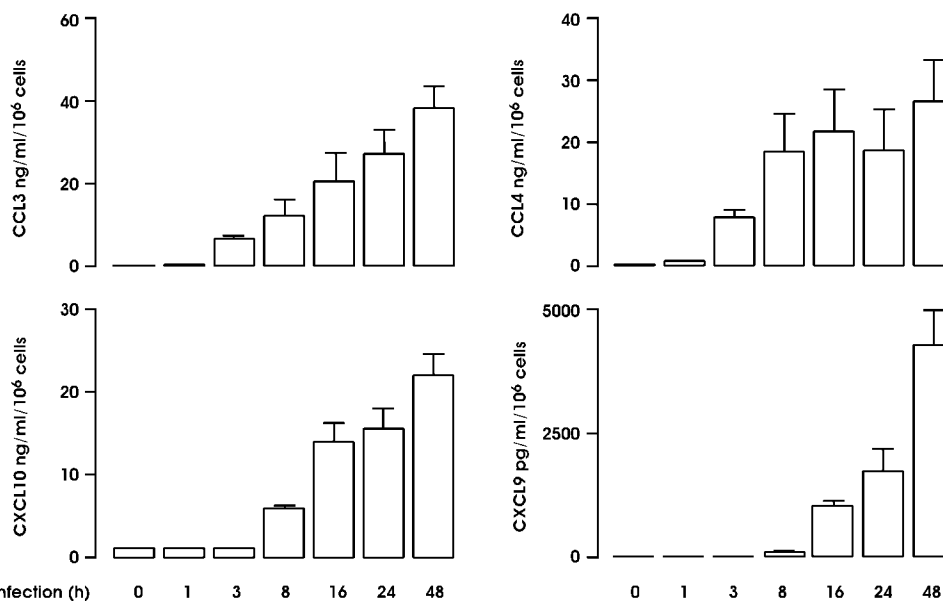 60
40
20
0
CCL3 ng/ml/10⁶ cells
40
30
20
10
0
CCL4 ng/ml/10⁶ cells
30
20
10
0
CXCL10 ng/ml/10⁶ cells
5000
2500
0
CXCL9 pg/ml/10⁶ cells
nfection (h) 0 1 3 8 16 24 48
0 1 3 8 16 24 48